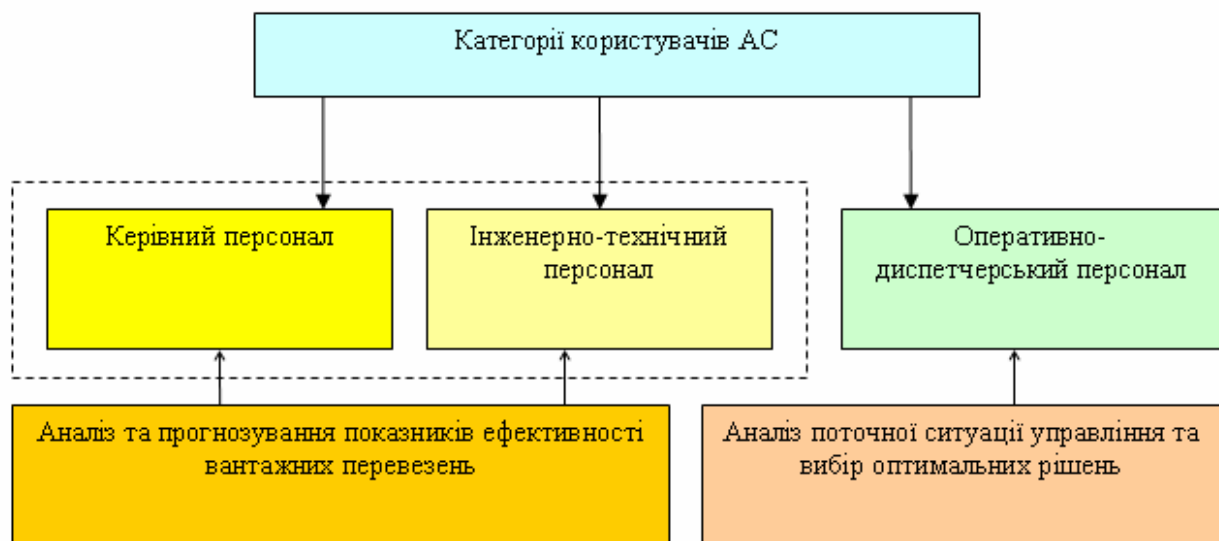 Категорії користувачів АС
Керівний персонал
Інженерно-технічний
персонал
Оперативно-
диспетчерський персонал
Аналіз та прогнозування показників ефективності
вантажних перевезень
Аналіз поточної ситуації управління та
вибір оптимальних рішень